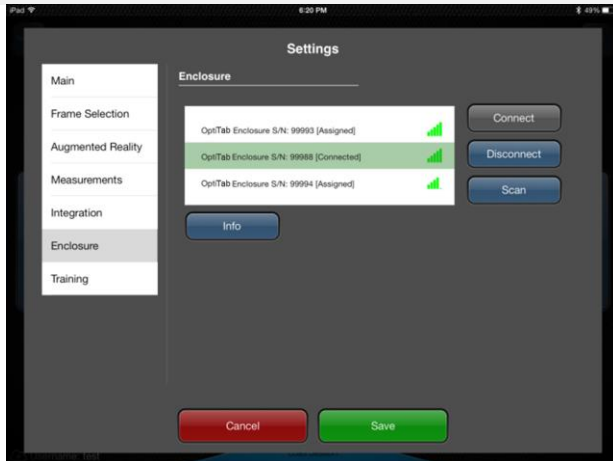 iPad 6:20 PM 49%
Settings
Main
Frame Selection
Augmented Reality
Measurements
Integration
Enclosure
Training
Enclosure
OptiTab Enclosure S/N: 99993 [Assigned]
OptiTab Enclosure S/N: 99988 [Connected]
OptiTab Enclosure S/N: 99994 [Assigned]
Connect
Disconnect
Scan
Info
Cancel
Save